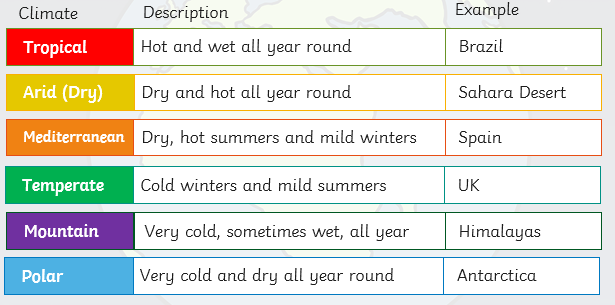 Climate Description Example
Tropical Hot and wet all year round Brazil
Arid (Dry) Dry and hot all year round Sahara Desert
Mediterranean Dry, hot summers and mild winters Spain
Temperate Cold winters and mild summers UK
Mountain Very cold, sometimes wet, all year Himalayas
Polar Very cold and dry all year round Antarctica